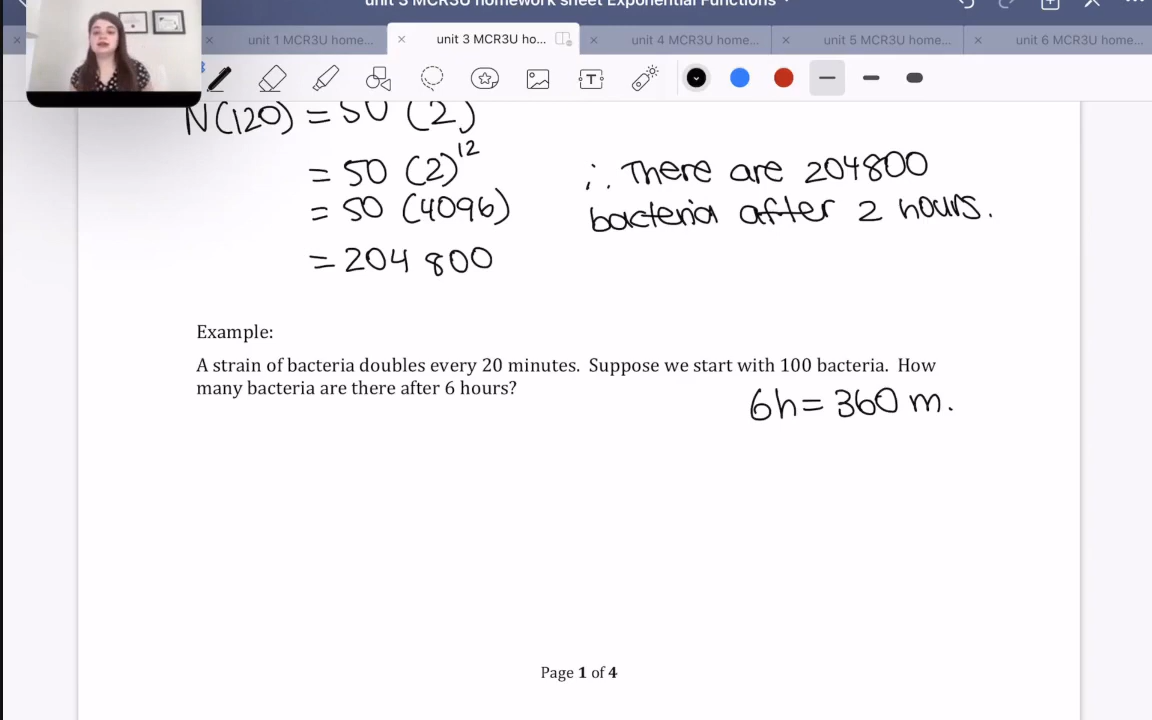 unit 3 MCR3U homework sheet Exponential Functions
unit 1 MCR3U home...
unit 3 MCR3U ho...
unit 4 MCR3U home...
unit 5 MCR3U home...
unit 6 MCR3U home...
T
N(120) = 50 (2)
= 50 (2)^12
= 50 (4096)
= 204 800
∴ There are 204800
bacteria after 2 hours.
Example:
A strain of bacteria doubles every 20 minutes. Suppose we start with 100 bacteria. How
many bacteria are there after 6 hours?
6h = 360 m.
Page 1 of 4